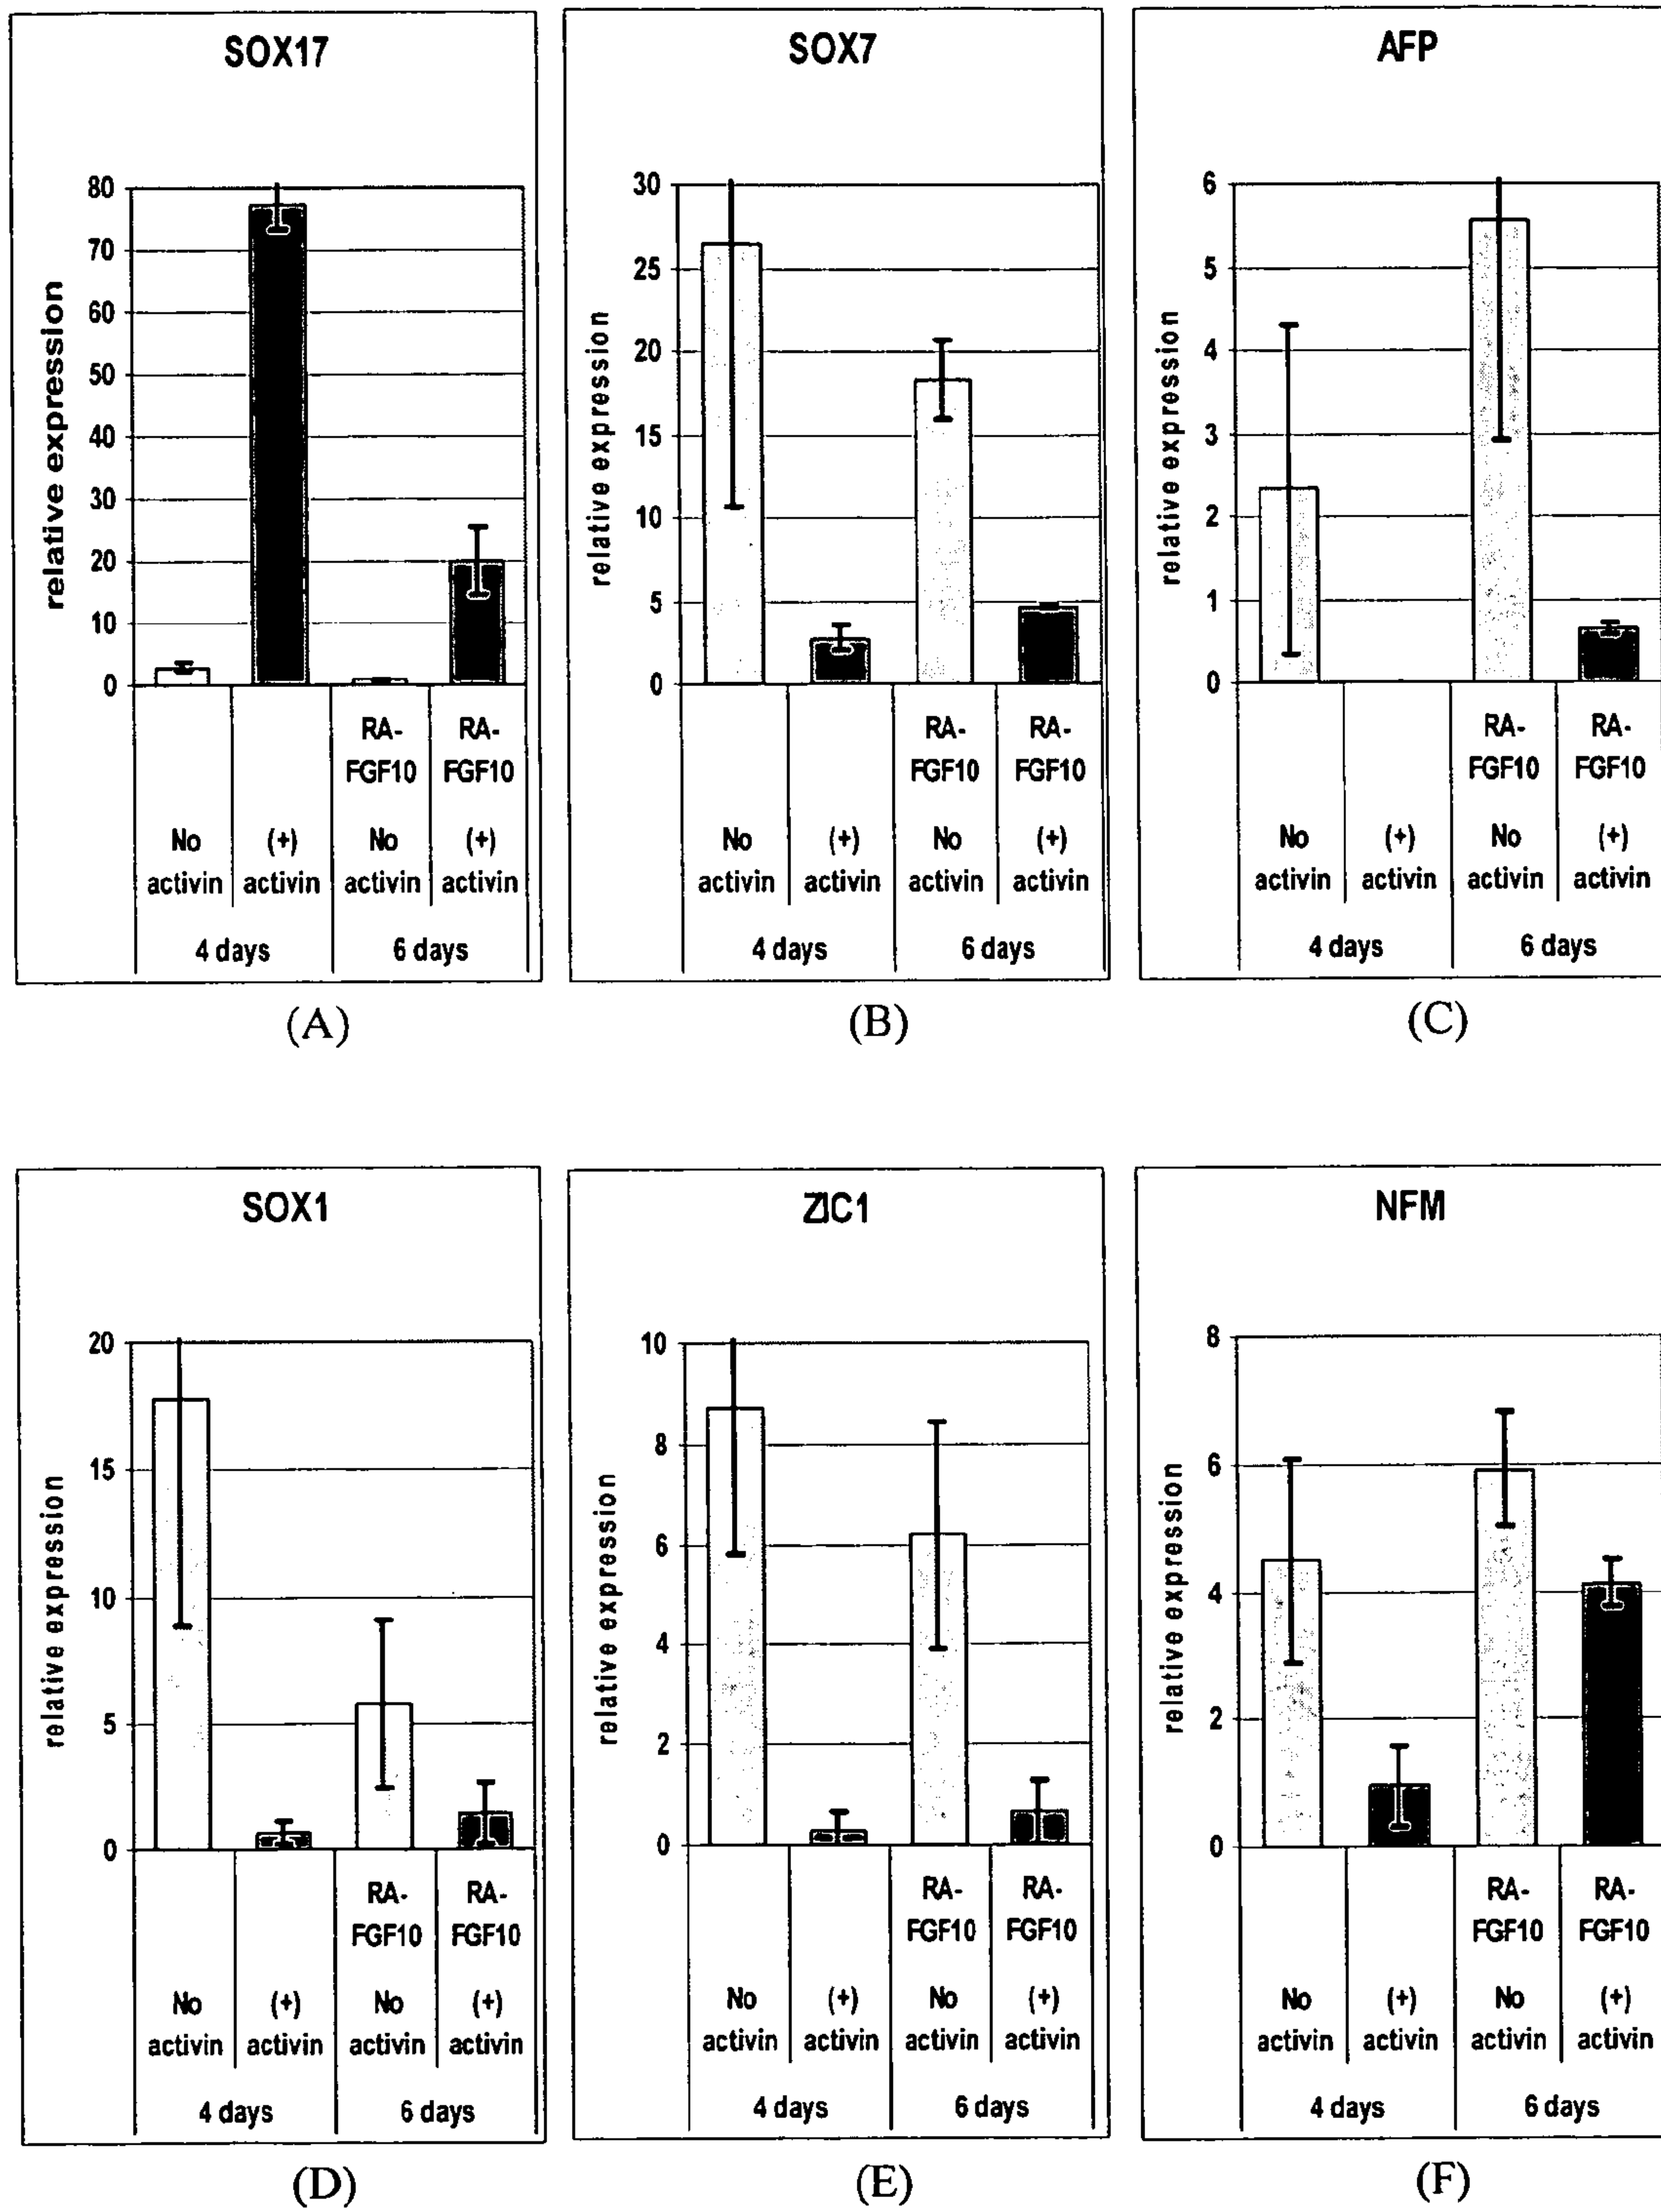 SOX17
SOX7
AFP
80
70
60
50
40
30
20
10
0
relative expression
30
25
20
15
10
5
0
relative expression
6
5
4
3
2
1
0
relative expression
RA- RA-
FGF10 FGF10
No (+) No (+)
activin activin activin activin
4 days 6 days
RA- RA-
FGF10 FGF10
No (+) No (+)
activin activin activin activin
4 days 6 days
RA- RA-
FGF10 FGF10
No (+) No (+)
activin activin activin activin
4 days 6 days
(A)
(B)
(C)
SOX1
ZIC1
NFM
20
15
10
5
0
relative expression
10
8
6
4
2
0
relative expression
8
6
4
2
0
relative expression
RA- RA-
FGF10 FGF10
No (+) No (+)
activin activin activin activin
4 days 6 days
RA- RA-
FGF10 FGF10
No (+) No (+)
activin activin activin activin
4 days 6 days
RA- RA-
FGF10 FGF10
No (+) No (+)
activin activin activin activin
4 days 6 days
(D)
(E)
(F)